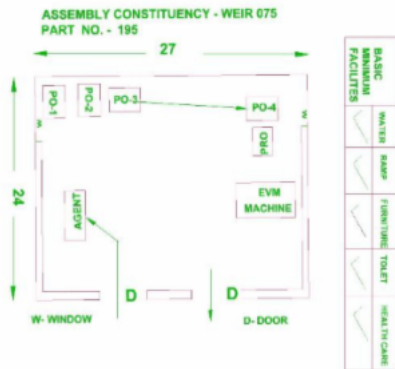 ASSEMBLY CONSTITUENCY - WEIR 075
PART NO. - 195
27
24
PO-1
PO-2
PO-3
PO-4
PRO
W
W
AGENT
EVM
MACHINE
D
D
W- WINDOW
D- DOOR
BASIC
MINIMUM
FACILITES
WATER
RAMP
FURNITURE
TOLET
HEALTH CARE